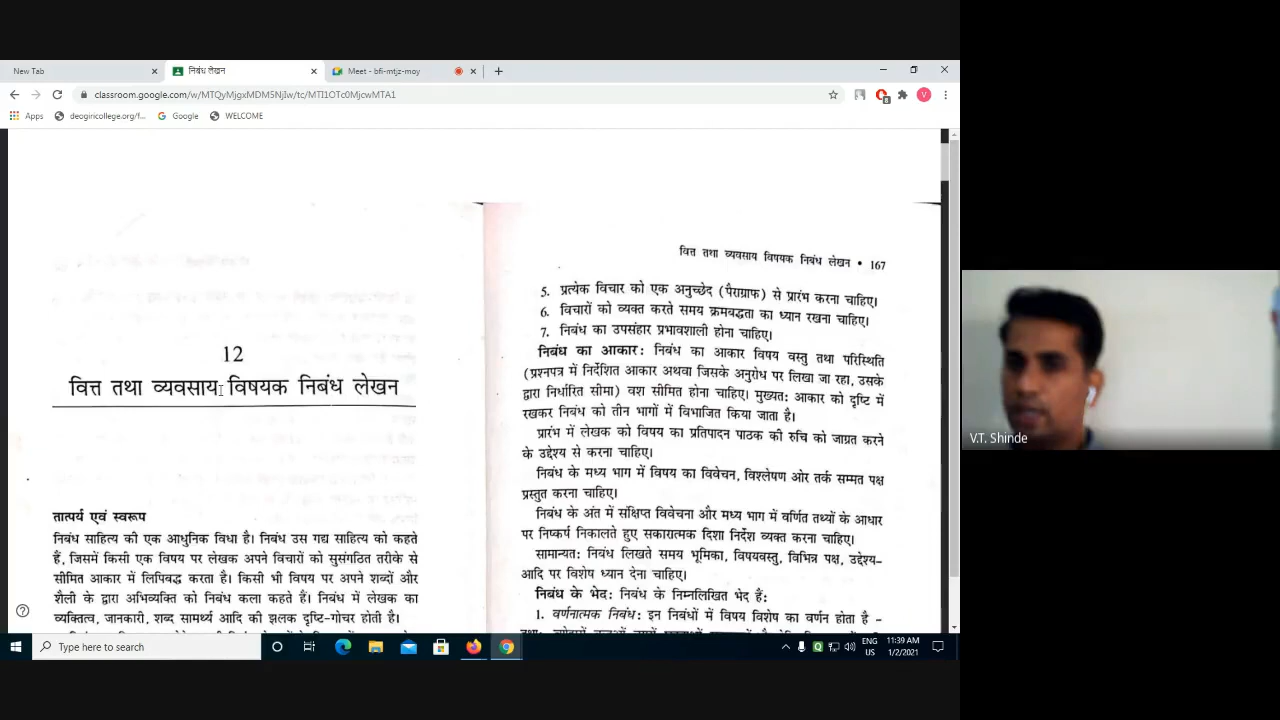 New Tab
निबंध लेखन
Meet - bfi-mtjz-moy
classroom.google.com/w/MTQyMjgxMDM5NjIw/tc/MTI1OTc0MjcwMTA1
Apps
deogiricollege.org/f...
Google
WELCOME
12
वित्त तथा व्यवसाय विषयक निबंध लेखन
तात्पर्य एवं स्वरूप
निबंध साहित्य की एक आधुनिक विधा है। निबंध उस गद्य साहित्य को कहते
हैं, जिसमें किसी एक विषय पर लेखक अपने विचारों को सुसंगठित तरीके से
सीमित आकार में लिपिबद्ध करता है। किसी भी विषय पर अपने शब्दों और
शैली के द्वारा अभिव्यक्ति को निबंध कला कहते हैं। निबंध में लेखक का
व्यक्तित्व, जानकारी, शब्द सामर्थ्य आदि की झलक दृष्टि-गोचर होती है।
वित्त तथा व्यवसाय विषयक निबंध लेखन • 167
5. प्रत्येक विचार को एक अनुच्छेद (पैराग्राफ) से प्रारंभ करना चाहिए।
6. विचारों को व्यक्त करते समय क्रमबद्धता का ध्यान रखना चाहिए।
7. निबंध का उपसंहार प्रभावशाली होना चाहिए।
निबंध का आकार: निबंध का आकार विषय वस्तु तथा परिस्थिति
(प्रश्नपत्र में निर्देशित आकार अथवा जिसके अनुरोध पर लिखा जा रहा, उसके
द्वारा निर्धारित सीमा) वश सीमित होना चाहिए। मुख्यत: आकार को दृष्टि में
रखकर निबंध को तीन भागों में विभाजित किया जाता है।
प्रारंभ में लेखक को विषय का प्रतिपादन पाठक की रुचि को जाग्रत करने
के उद्देश्य से करना चाहिए।
निबंध के मध्य भाग में विषय का विवेचन, विश्लेषण ओर तर्क सम्मत पक्ष
प्रस्तुत करना चाहिए।
निबंध के अंत में संक्षिप्त विवेचना और मध्य भाग में वर्णित तथ्यों के आधार
पर निष्कर्ष निकालते हुए सकारात्मक दिशा निर्देश व्यक्त करना चाहिए।
सामान्यत: निबंध लिखते समय भूमिका, विषयवस्तु, विभिन्न पक्ष, उद्देश्य–
आदि पर विशेष ध्यान देना चाहिए।
निबंध के भेद: निबंध के निम्नलिखित भेद हैं:
1. वर्णनात्मक निबंध: इन निबंधों में विषय विशेष का वर्णन होता है –
V.T. Shinde
Type here to search
ENG
US
11:39 AM
1/2/2021